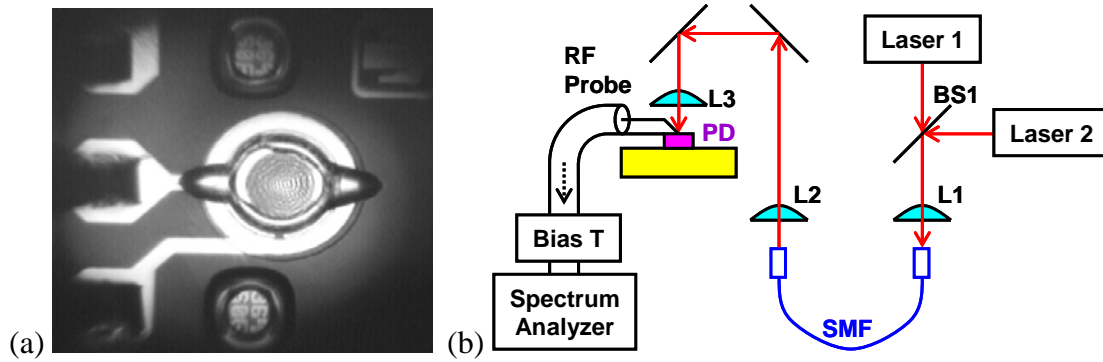 (a)
(b)
RF
Probe
L3
PD
Bias T
Spectrum
Analyzer
L2
SMF
L1
Laser 1
BS1
Laser 2